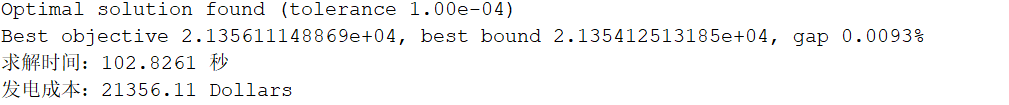 Optimal solution found (tolerance 1.00e-04)
Best objective 2.135611148869e+04, best bound 2.135412513185e+04, gap 0.0093%
求解时间：102.8261 秒
发电成本：21356.11 Dollars